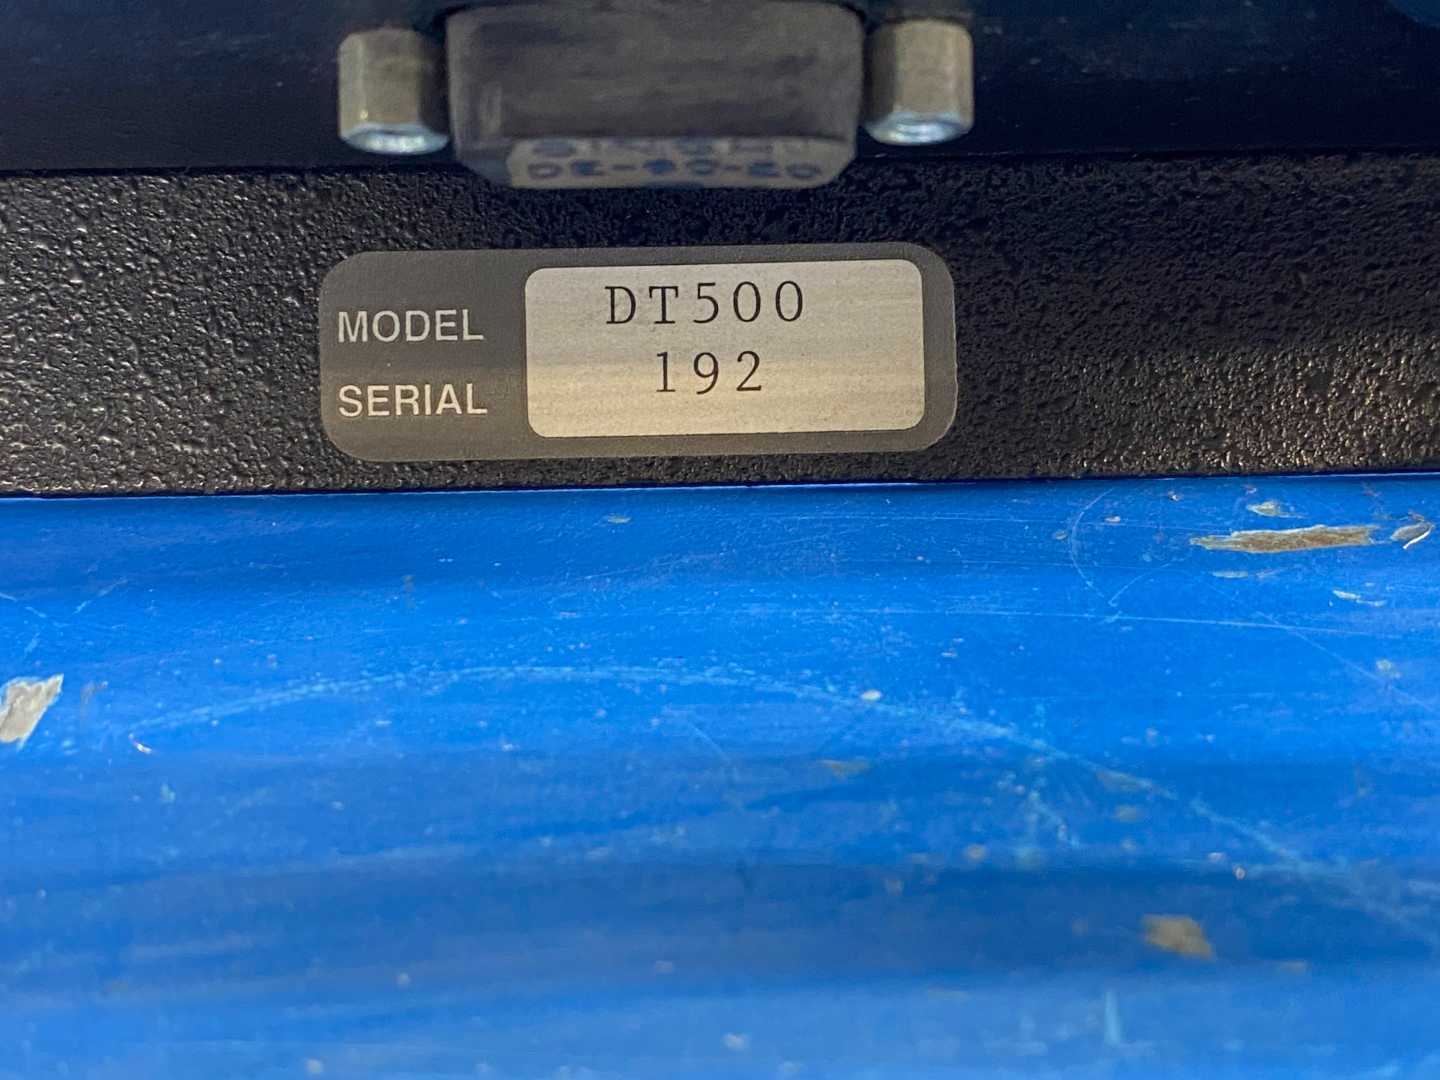 MODEL DT500
SERIAL 192